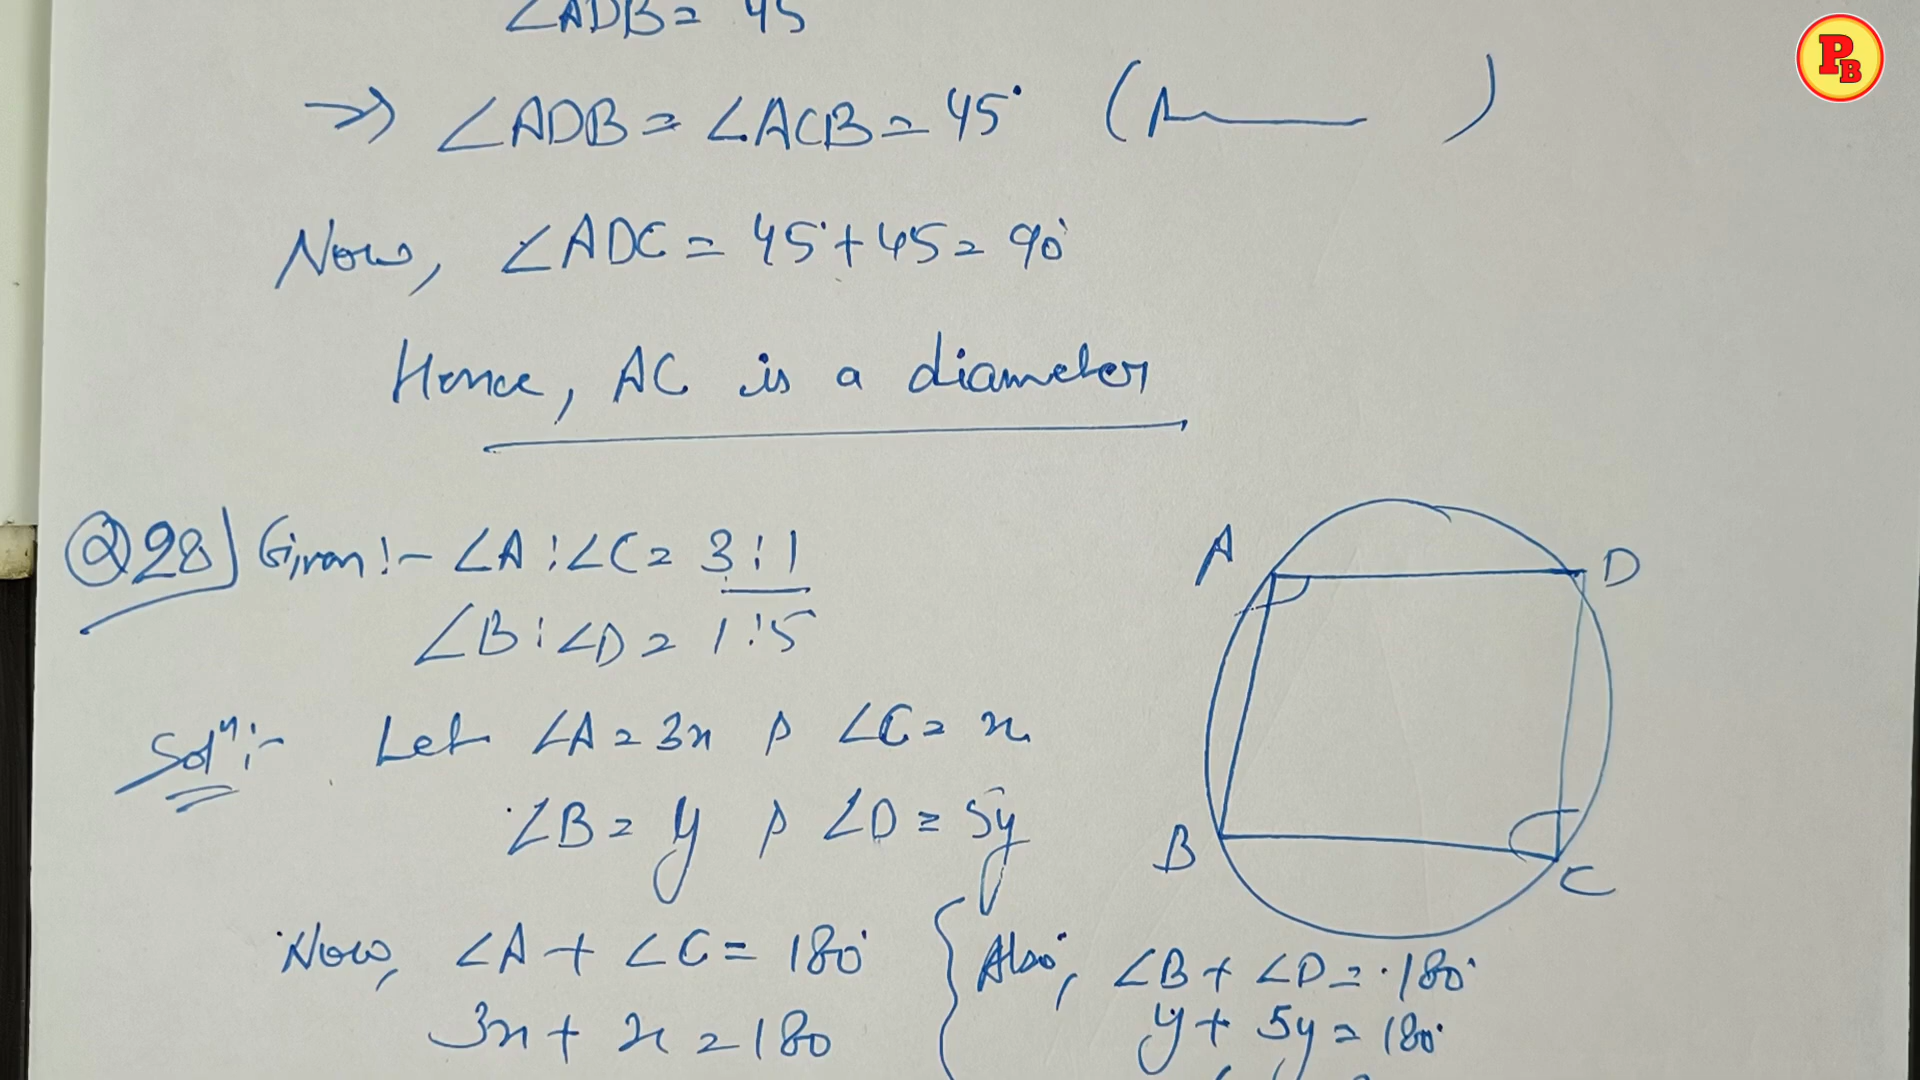 ∠ADB = 45
⇒ ∠ADB = ∠ACB = 45° ( )
Now, ∠ADC = 45° + 45 = 90°
Hence, AC is a diameter
Q28) Given :- ∠A : ∠C = 3 : 1
∠B : ∠D = 1 : 5
Solⁿ :- Let ∠A = 3x , ∠C = x
∠B = y , ∠D = 5y
Now, ∠A + ∠C = 180°
3x + x = 180
Also, ∠B + ∠D = 180°
y + 5y = 180°
A
D
B
C
PB